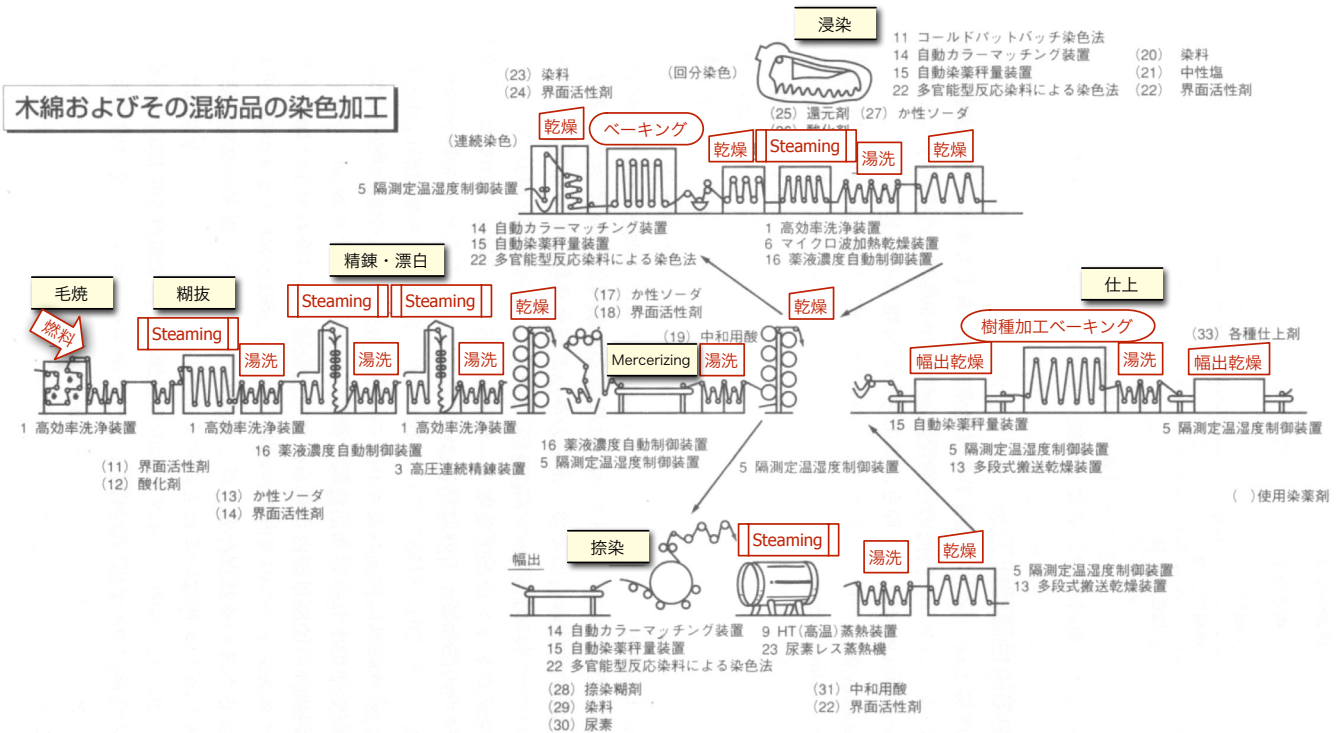 浸染
11 コールドバットバッチ染色法
14 自動カラーマッチング装置
15 自動染薬秤量装置
22 多官能型反応染料による染色法
(20) 染料
(21) 中性塩
(22) 界面活性剤
(23) 染料
(24) 界面活性剤
(回分染色)
木綿およびその混紡品の染色加工
(25) 還元剤 (27) か性ソーダ
(26) 酸化剤
(連続染色)
乾燥
ベーキング
乾燥
Steaming
湯洗
乾燥
5 隔測定温湿度制御装置
14 自動カラーマッチング装置
15 自動染薬秤量装置
22 多官能型反応染料による染色法
1 高効率洗浄装置
6 マイクロ波加熱乾燥装置
16 薬液濃度自動制御装置
毛焼
燃料
糊抜
Steaming
湯洗
精錬・漂白
Steaming
Steaming
湯洗
湯洗
乾燥
(17) か性ソーダ
(18) 界面活性剤
(19) 中和用酸
Mercerizing
湯洗
乾燥
仕上
樹種加工ベーキング
幅出乾燥
湯洗
(33) 各種仕上剤
幅出乾燥
1 高効率洗浄装置
1 高効率洗浄装置
1 高効率洗浄装置
16 薬液濃度自動制御装置
3 高圧連続精錬装置
(11) 界面活性剤
(12) 酸化剤
(13) か性ソーダ
(14) 界面活性剤
16 薬液濃度自動制御装置
5 隔測定温湿度制御装置
5 隔測定温湿度制御装置
15 自動染薬秤量装置
5 隔測定温湿度制御装置
13 多段式搬送乾燥装置
5 隔測定温湿度制御装置
( )使用染薬剤
捺染
幅出
Steaming
湯洗
乾燥
5 隔測定温湿度制御装置
13 多段式搬送乾燥装置
14 自動カラーマッチング装置
15 自動染薬秤量装置
22 多官能型反応染料による染色法
9 HT(高温)蒸熱装置
23 尿素レス蒸熱機
(28) 捺染糊剤
(29) 染料
(30) 尿素
(31) 中和用酸
(22) 界面活性剤